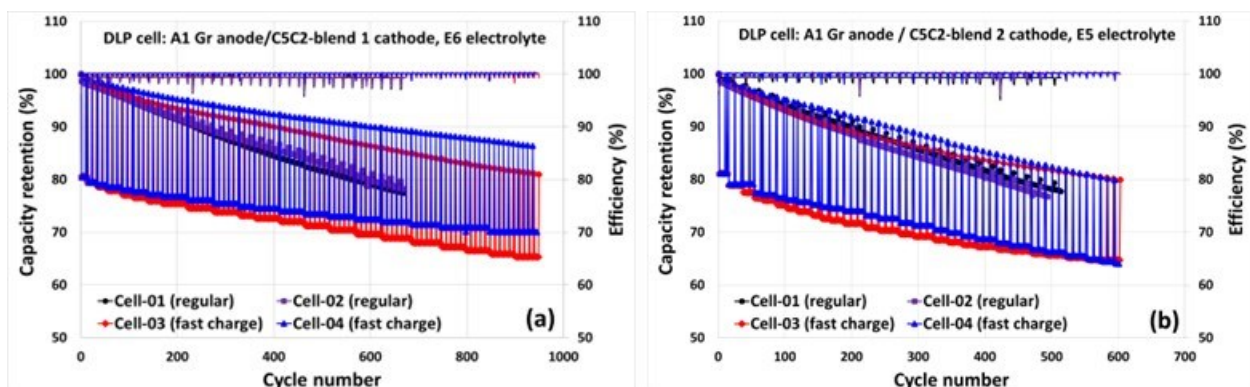 DLP cell: A1 Gr anode/C5C2-blend 1 cathode, E6 electrolyte
Capacity retention (%)
110
100
90
80
70
60
50
Efficiency (%)
110
100
90
80
70
60
50
Cell-01 (regular)
Cell-02 (regular)
Cell-03 (fast charge)
Cell-04 (fast charge)
(a)
0 200 400 600 800 1000
Cycle number
DLP cell: A1 Gr anode / C5C2-blend 2 cathode, E5 electrolyte
Capacity retention (%)
110
100
90
80
70
60
50
Efficiency (%)
110
100
90
80
70
60
50
Cell-01 (regular)
Cell-02 (regular)
Cell-03 (fast charge)
Cell-04 (fast charge)
(b)
0 100 200 300 400 500 600 700
Cycle number